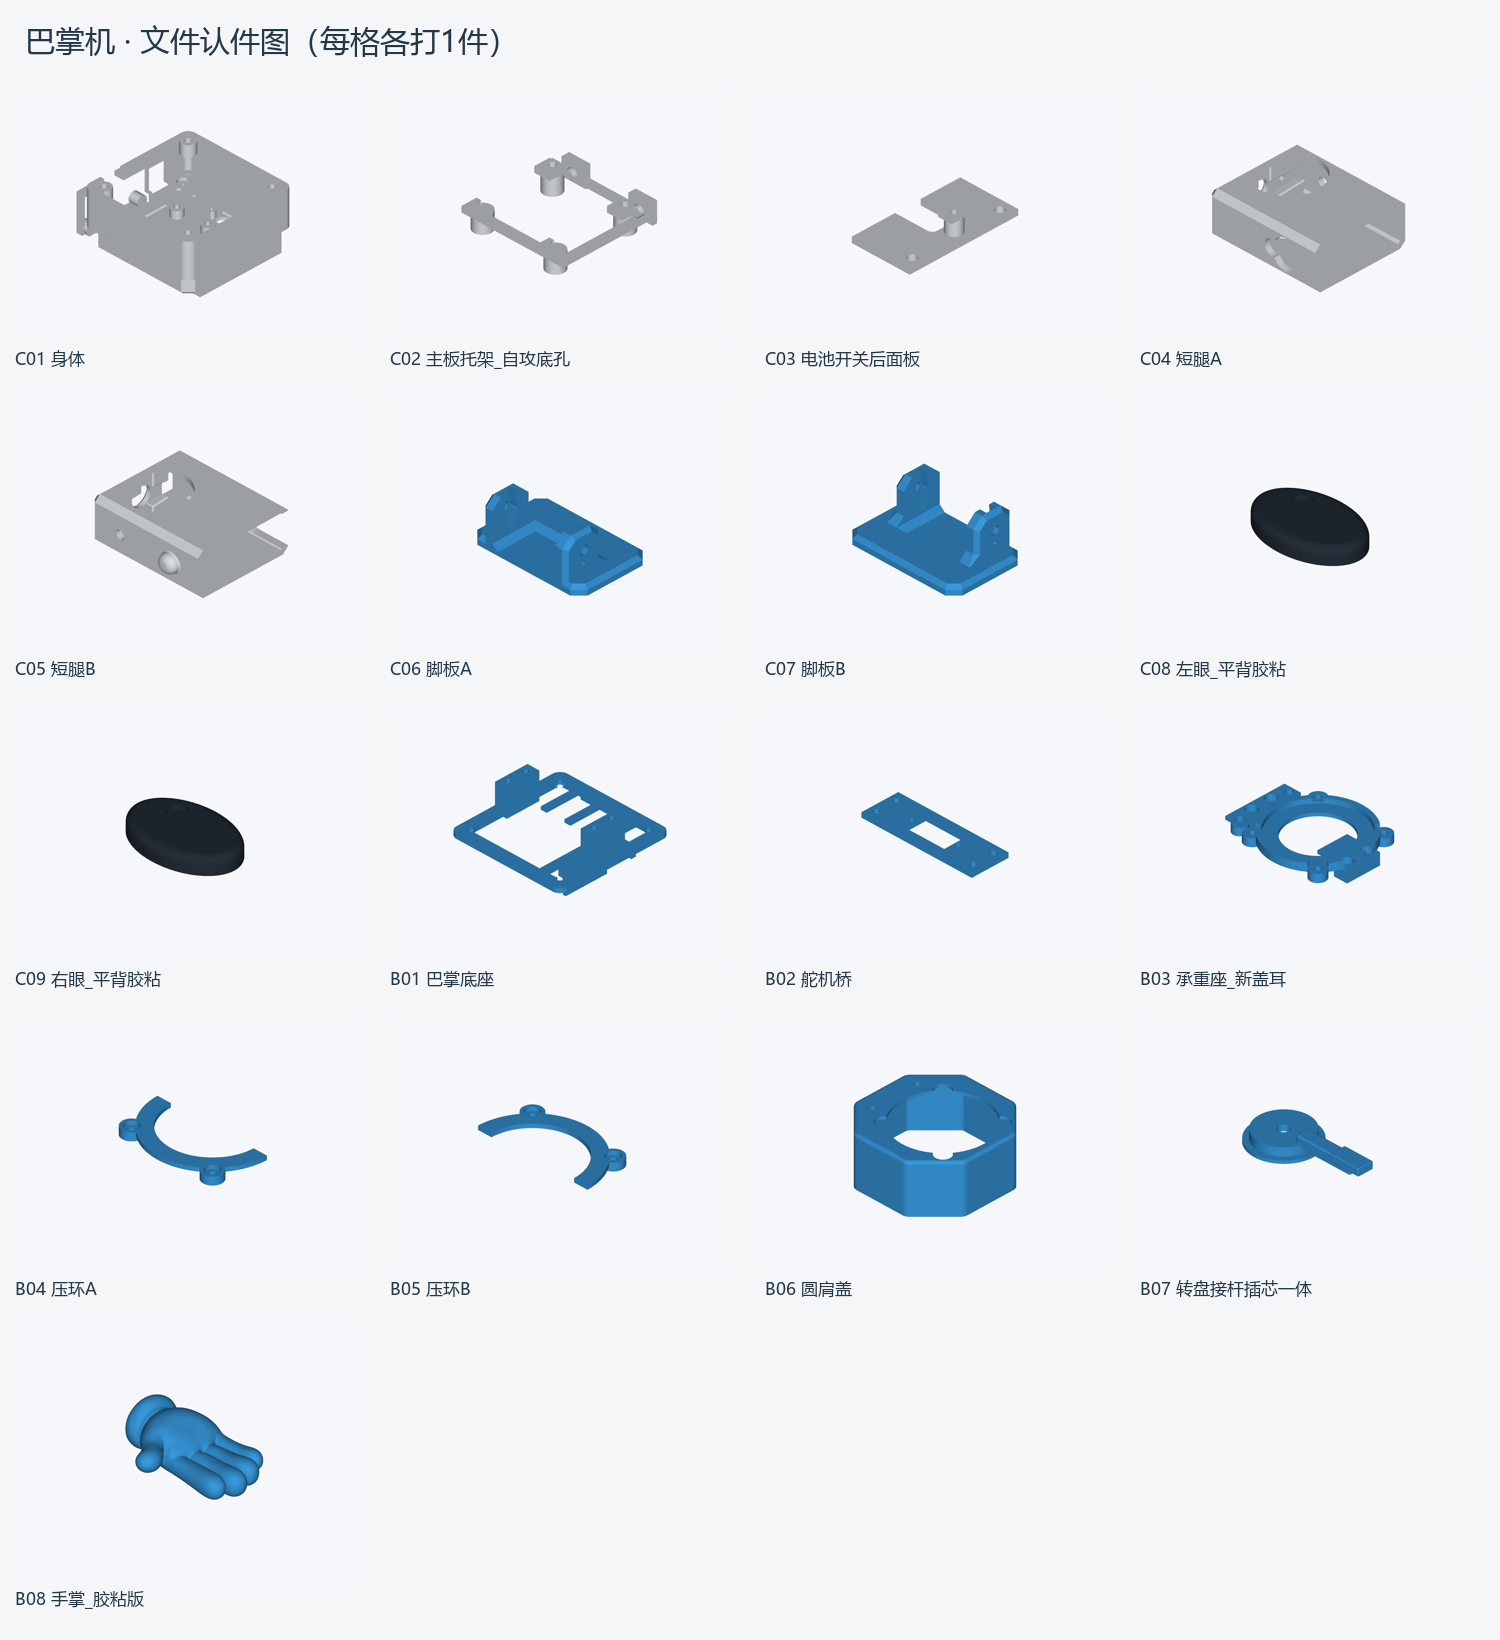 巴掌机 · 文件认件图（每格各打1件）
C01 身体
C02 主板托架_自攻底孔
C03 电池开关后面板
C04 短腿A
C05 短腿B
C06 脚板A
C07 脚板B
C08 左眼_平背胶粘
C09 右眼_平背胶粘
B01 巴掌底座
B02 舵机桥
B03 承重座_新盖耳
B04 压环A
B05 压环B
B06 圆肩盖
B07 转盘接杆插芯一体
B08 手掌_胶粘版